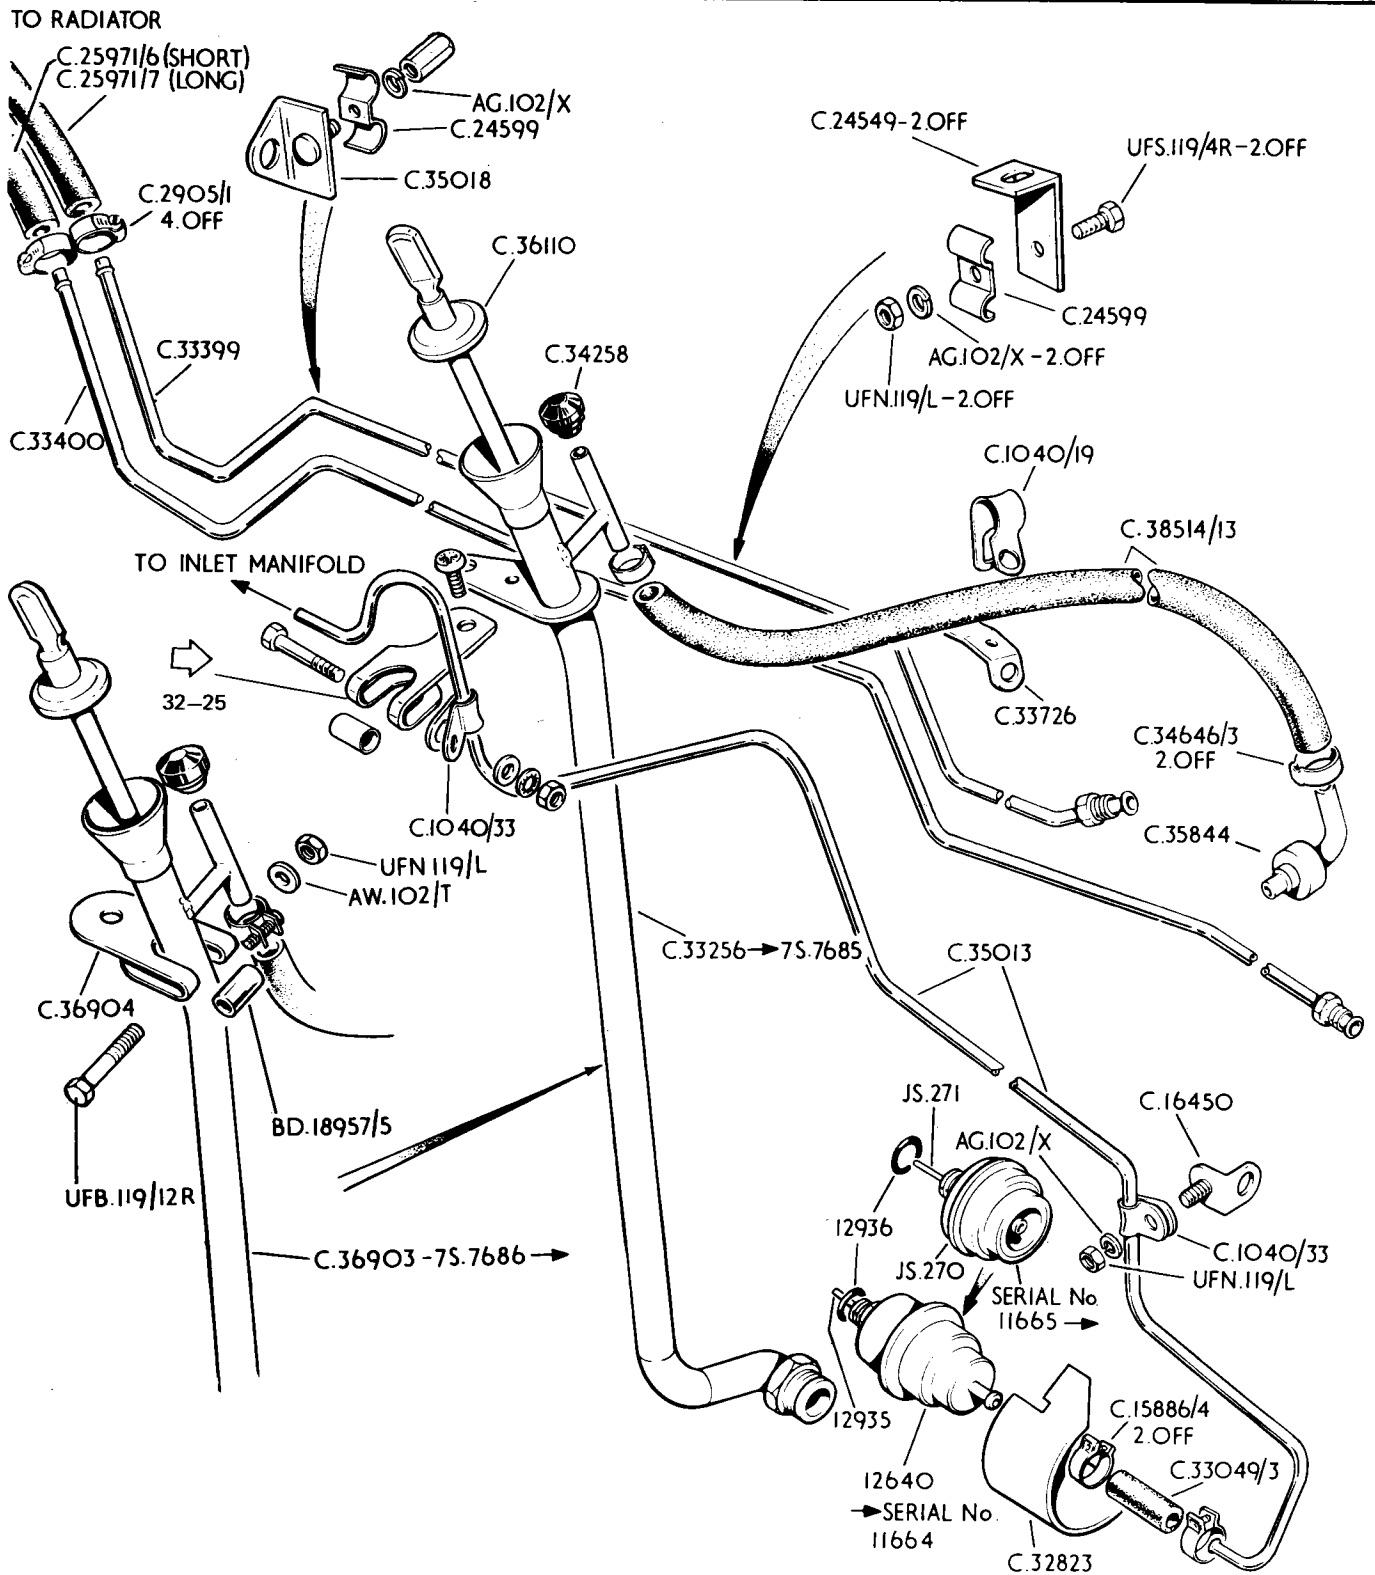 TO RADIATOR
C.25971/6 (SHORT)
C.25971/7 (LONG)
AG.102/X
C.24599
C.35018
C.2905/1
4.OFF
C.24549-2.OFF
UFS.119/4R-2.OFF
C.36110
C.24599
C.33399
C.34258
AG.102/X-2.OFF
UFN.119/L-2.OFF
C.33400
C.1040/19
C.38514/13
TO INLET MANIFOLD
32-25
C.33726
C.34646/3
2.OFF
C.1040/33
C.35844
UFN 119/L
AW.102/T
C.33256→7S.7685
C.35013
C.36904
JS.271
C.16450
BD.18957/5
AG.102/X
UFB.119/12R
12936
C.36903-7S.7686→
JS.270
C.1040/33
UFN.119/L
SERIAL No.
11665→
12935
C.15886/4
2.OFF
12640
→SERIAL No.
11664
C.33049/3
C.32823